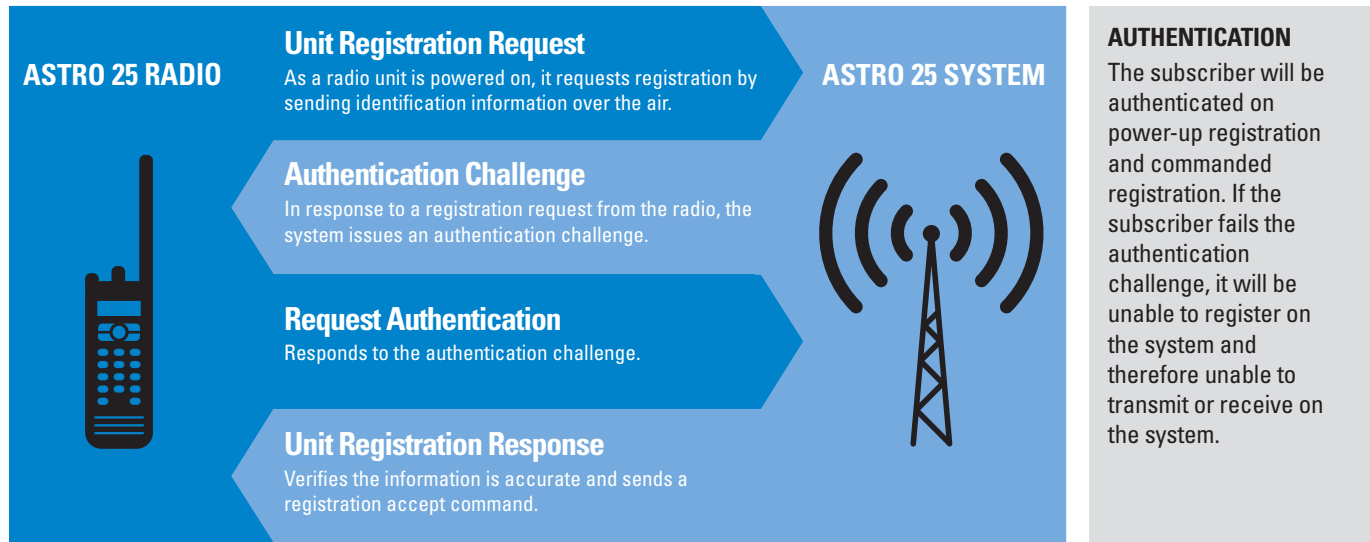 ASTRO 25 RADIO
Unit Registration Request
As a radio unit is powered on, it requests registration by
sending identification information over the air.
ASTRO 25 SYSTEM
Authentication Challenge
In response to a registration request from the radio, the
system issues an authentication challenge.
Request Authentication
Responds to the authentication challenge.
Unit Registration Response
Verifies the information is accurate and sends a
registration accept command.
AUTHENTICATION
The subscriber will be
authenticated on
power-up registration
and commanded
registration. If the
subscriber fails the
authentication
challenge, it will be
unable to register on
the system and
therefore unable to
transmit or receive on
the system.